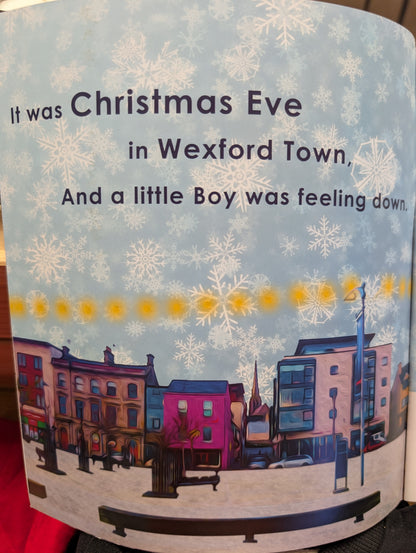 It was Christmas Eve
in Wexford Town,
And a little Boy was feeling down.